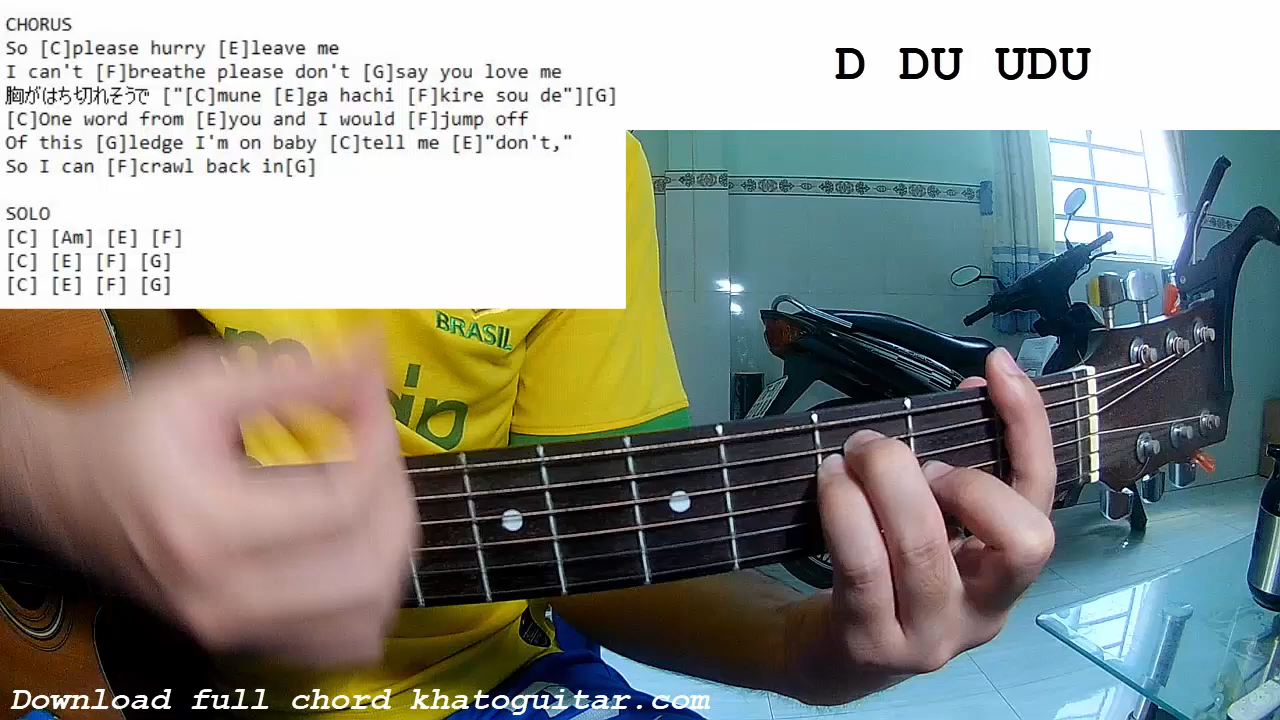 CHORUS
So [C]please hurry [E]leave me
I can't [F]breathe please don't [G]say you love me
胸がはち切れそうで ["[C]mune [E]ga hachi [F]kire sou de"][G]
[C]One word from [E]you and I would [F]jump off
Of this [G]ledge I'm on baby [C]tell me [E]"don't,"
So I can [F]crawl back in[G]
SOLO
[C] [Am] [E] [F]
[C] [E] [F] [G]
[C] [E] [F] [G]
D DU UDU
BRASIL
Download full chord khatoguitar.com